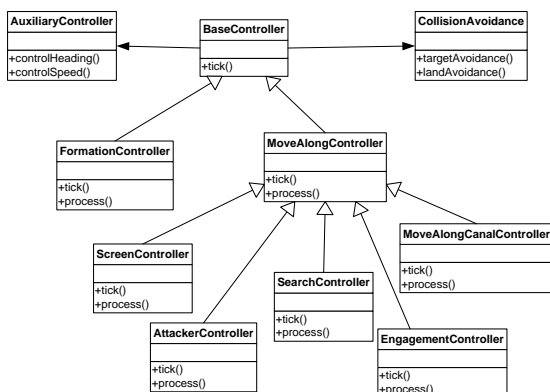 AuxiliaryController
+controlHeading()
+controlSpeed()
BaseController
+tick()
CollisionAvoidance
+targetAvoidance()
+landAvoidance()
FormationController
+tick()
+process()
MoveAlongController
+tick()
+process()
ScreenController
+tick()
+process()
AttackerController
+tick()
+process()
SearchController
+tick()
+process()
MoveAlongCanalController
+tick()
+process()
EngagementController
+tick()
+process()